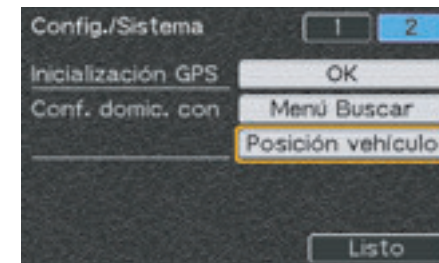 Config./Sistema 1 2
Inicialización GPS OK
Conf. domic. con Menú Buscar
Posición vehículo
Listo